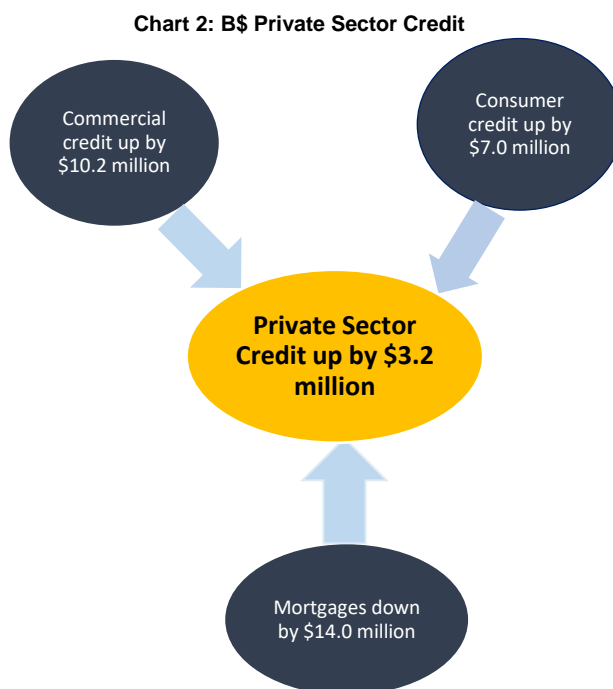 Chart 2: B$ Private Sector Credit
Commercial
credit up by
$10.2 million
Consumer
credit up by
$7.0 million
Private Sector
Credit up by $3.2
million
Mortgages down
by $14.0 million